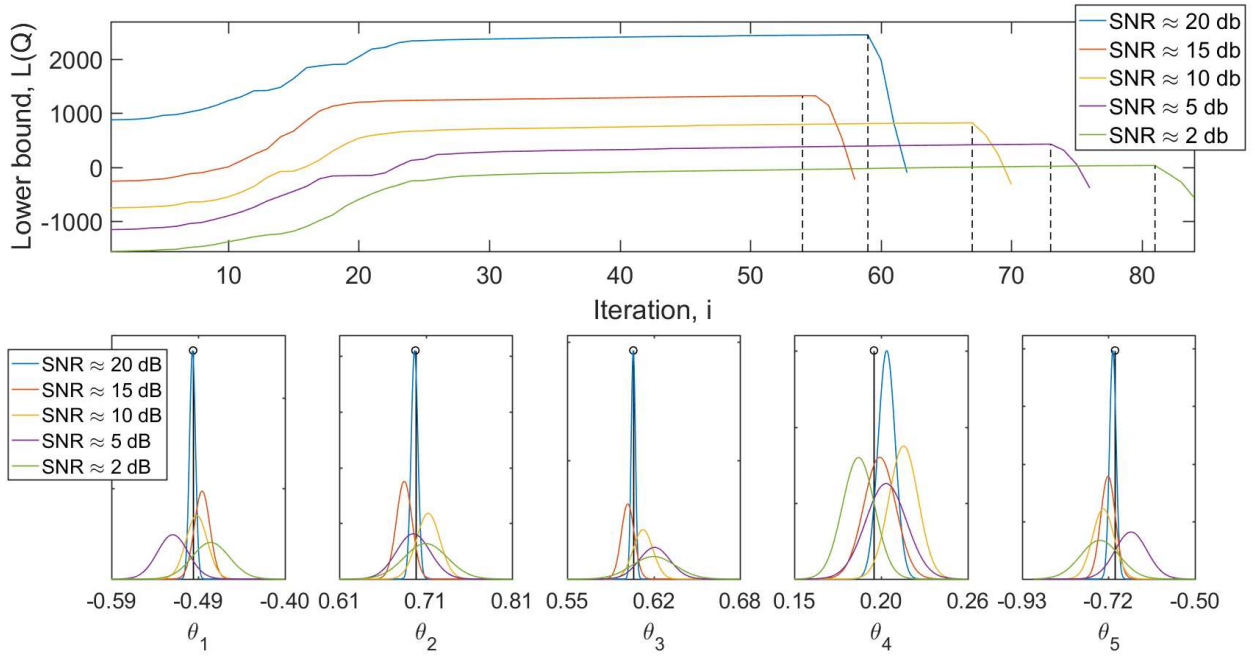 Lower bound, L(Q)
2000
1000
0
-1000
10 20 30 40 50 60 70 80
Iteration, i
SNR ≈ 20 db
SNR ≈ 15 db
SNR ≈ 10 db
SNR ≈ 5 db
SNR ≈ 2 db
SNR ≈ 20 dB
SNR ≈ 15 dB
SNR ≈ 10 dB
SNR ≈ 5 dB
SNR ≈ 2 dB
-0.59 -0.49 -0.40 0.61 0.71 0.81 0.55 0.62 0.68 0.15 0.20 0.26 -0.93 -0.72 -0.50
θ1 θ2 θ3 θ4 θ5